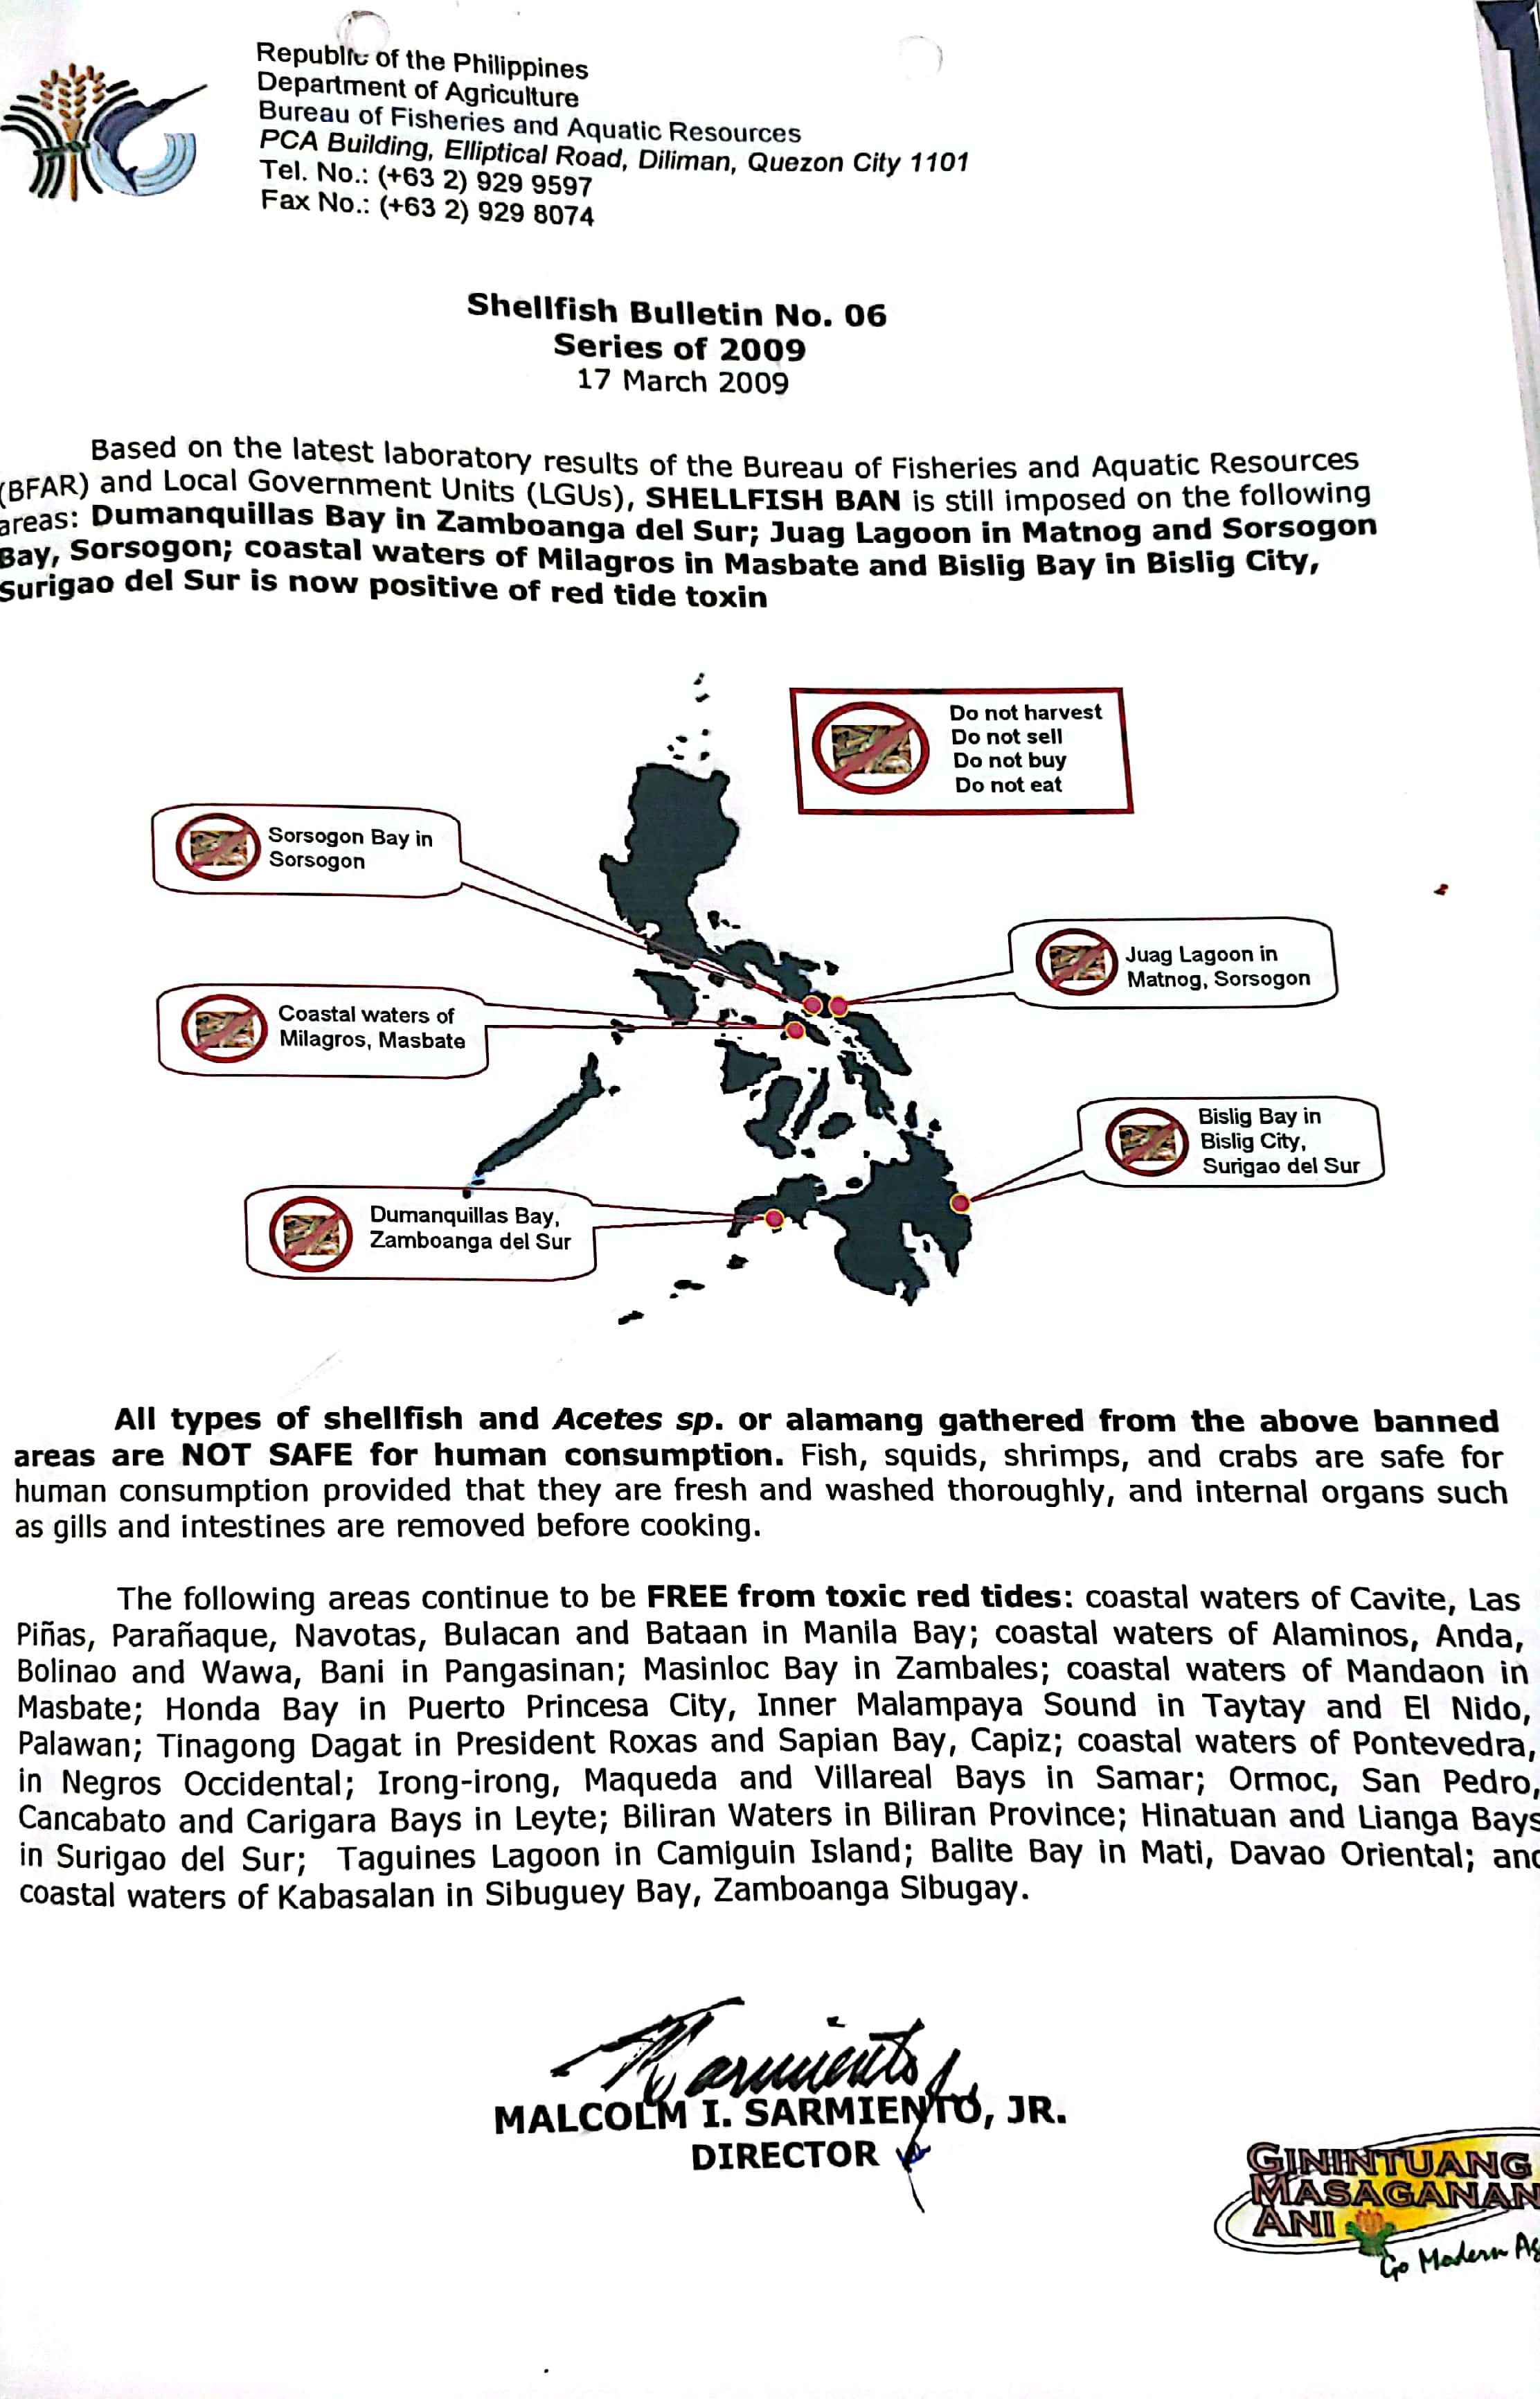 Republic of the Philippines
Department of Agriculture
Bureau of Fisheries and Aquatic Resources
PCA Building, Elliptical Road, Diliman, Quezon City 1101
Tel. No.: (+63 2) 929 9597
Fax No.: (+63 2) 929 8074
Shellfish Bulletin No. 06
Series of 2009
17 March 2009
Based on the latest laboratory results of the Bureau of Fisheries and Aquatic Resources
(BFAR) and Local Government Units (LGUs), SHELLFISH BAN is still imposed on the following
areas: Dumanquillas Bay in Zamboanga del Sur; Juag Lagoon in Matnog and Sorsogon
Bay, Sorsogon; coastal waters of Milagros in Masbate and Bislig Bay in Bislig City,
Surigao del Sur is now positive of red tide toxin
Do not harvest
Do not sell
Do not buy
Do not eat
Sorsogon Bay in
Sorsogon
Juag Lagoon in
Matnog, Sorsogon
Coastal waters of
Milagros, Masbate
Bislig Bay in
Bislig City,
Surigao del Sur
Dumanquillas Bay,
Zamboanga del Sur
All types of shellfish and Acetes sp. or alamang gathered from the above banned
areas are NOT SAFE for human consumption. Fish, squids, shrimps, and crabs are safe for
human consumption provided that they are fresh and washed thoroughly, and internal organs such
as gills and intestines are removed before cooking.
The following areas continue to be FREE from toxic red tides: coastal waters of Cavite, Las
Piñas, Parañaque, Navotas, Bulacan and Bataan in Manila Bay; coastal waters of Alaminos, Anda,
Bolinao and Wawa, Bani in Pangasinan; Masinloc Bay in Zambales; coastal waters of Mandaon in
Masbate; Honda Bay in Puerto Princesa City, Inner Malampaya Sound in Taytay and El Nido,
Palawan; Tinagong Dagat in President Roxas and Sapian Bay, Capiz; coastal waters of Pontevedra,
in Negros Occidental; Irong-irong, Maqueda and Villareal Bays in Samar; Ormoc, San Pedro,
Cancabato and Carigara Bays in Leyte; Biliran Waters in Biliran Province; Hinatuan and Lianga Bays
in Surigao del Sur; Taguines Lagoon in Camiguin Island; Balite Bay in Mati, Davao Oriental; and
coastal waters of Kabasalan in Sibuguey Bay, Zamboanga Sibugay.
Sarmiento
MALCOLM I. SARMIENTO, JR.
DIRECTOR
GININTUANG
MASAGANAN
ANI
Go Modern